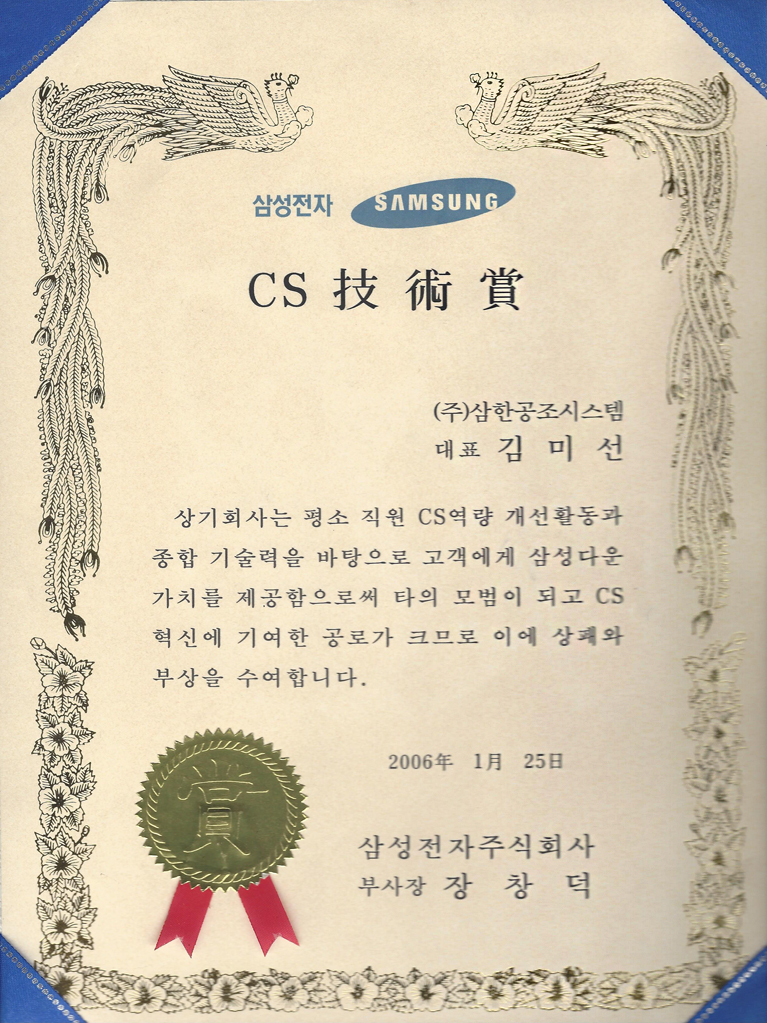 삼성전자 SAMSUNG
CS 技術賞
(주)삼한공조시스템
대표 김 미 선
상기회사는 평소 직원 CS역량 개선활동과
종합 기술력을 바탕으로 고객에게 삼성다운
가치를 제공함으로써 타의 모범이 되고 CS
혁신에 기여한 공로가 크므로 이에 상패와
부상을 수여합니다.
2006年 1月 25日
賞
삼성전자주식회사
부사장 장 창 덕